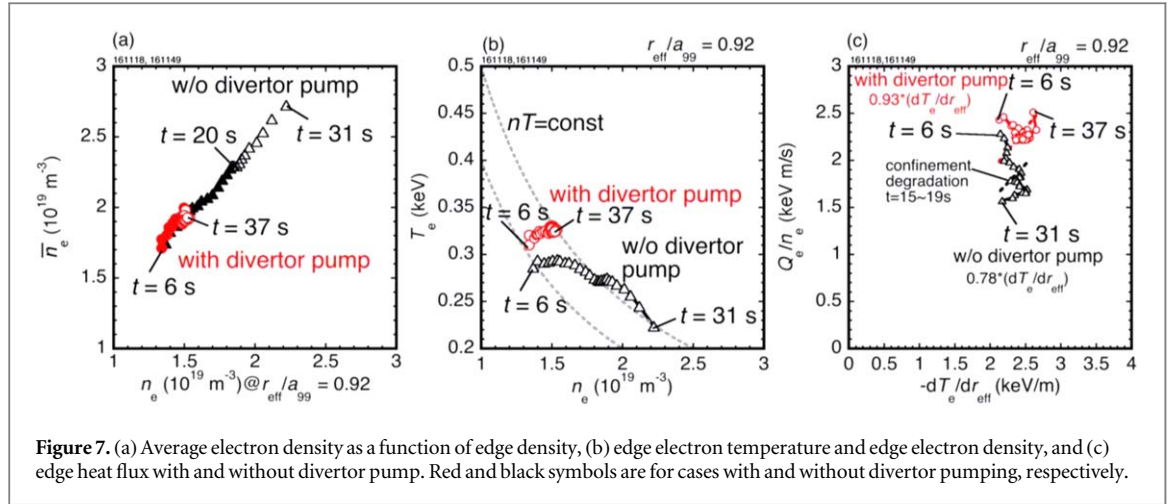 (a)
161118, 161149
3
2.5
2
1.5
1
n̅e (10^19 m^-3)
w/o divertor pump
t = 20 s
t = 31 s
t = 37 s
with divertor pump
t = 6 s
1 1.5 2 2.5 3
ne (10^19 m^-3)@reff/a99 = 0.92
(b)
reff/a99 = 0.92
161118,161149
0.5
0.45
0.4
0.35
0.3
0.25
0.2
Te (keV)
nT=const
with divertor pump
t = 6 s
t = 37 s
w/o divertor
pump
t = 6 s
t = 31 s
1 1.5 2 2.5 3
ne (10^19 m^-3)
(c)
reff/a99 = 0.92
161118,161149
3
2.5
2
1.5
1
0.5
0
Qe/ne (keV m/s)
with divertor pump
t = 6 s
0.93*(dTe/dreff)
t = 6 s
t = 37 s
confinement
degradation
t=15~19s
t = 31 s
w/o divertor pump
0.78*(dTe/dreff)
0 0.5 1 1.5 2 2.5 3 3.5 4
-dTe/dreff (keV/m)
Figure 7. (a) Average electron density as a function of edge density, (b) edge electron temperature and edge electron density, and (c)
edge heat flux with and without divertor pump. Red and black symbols are for cases with and without divertor pumping, respectively.